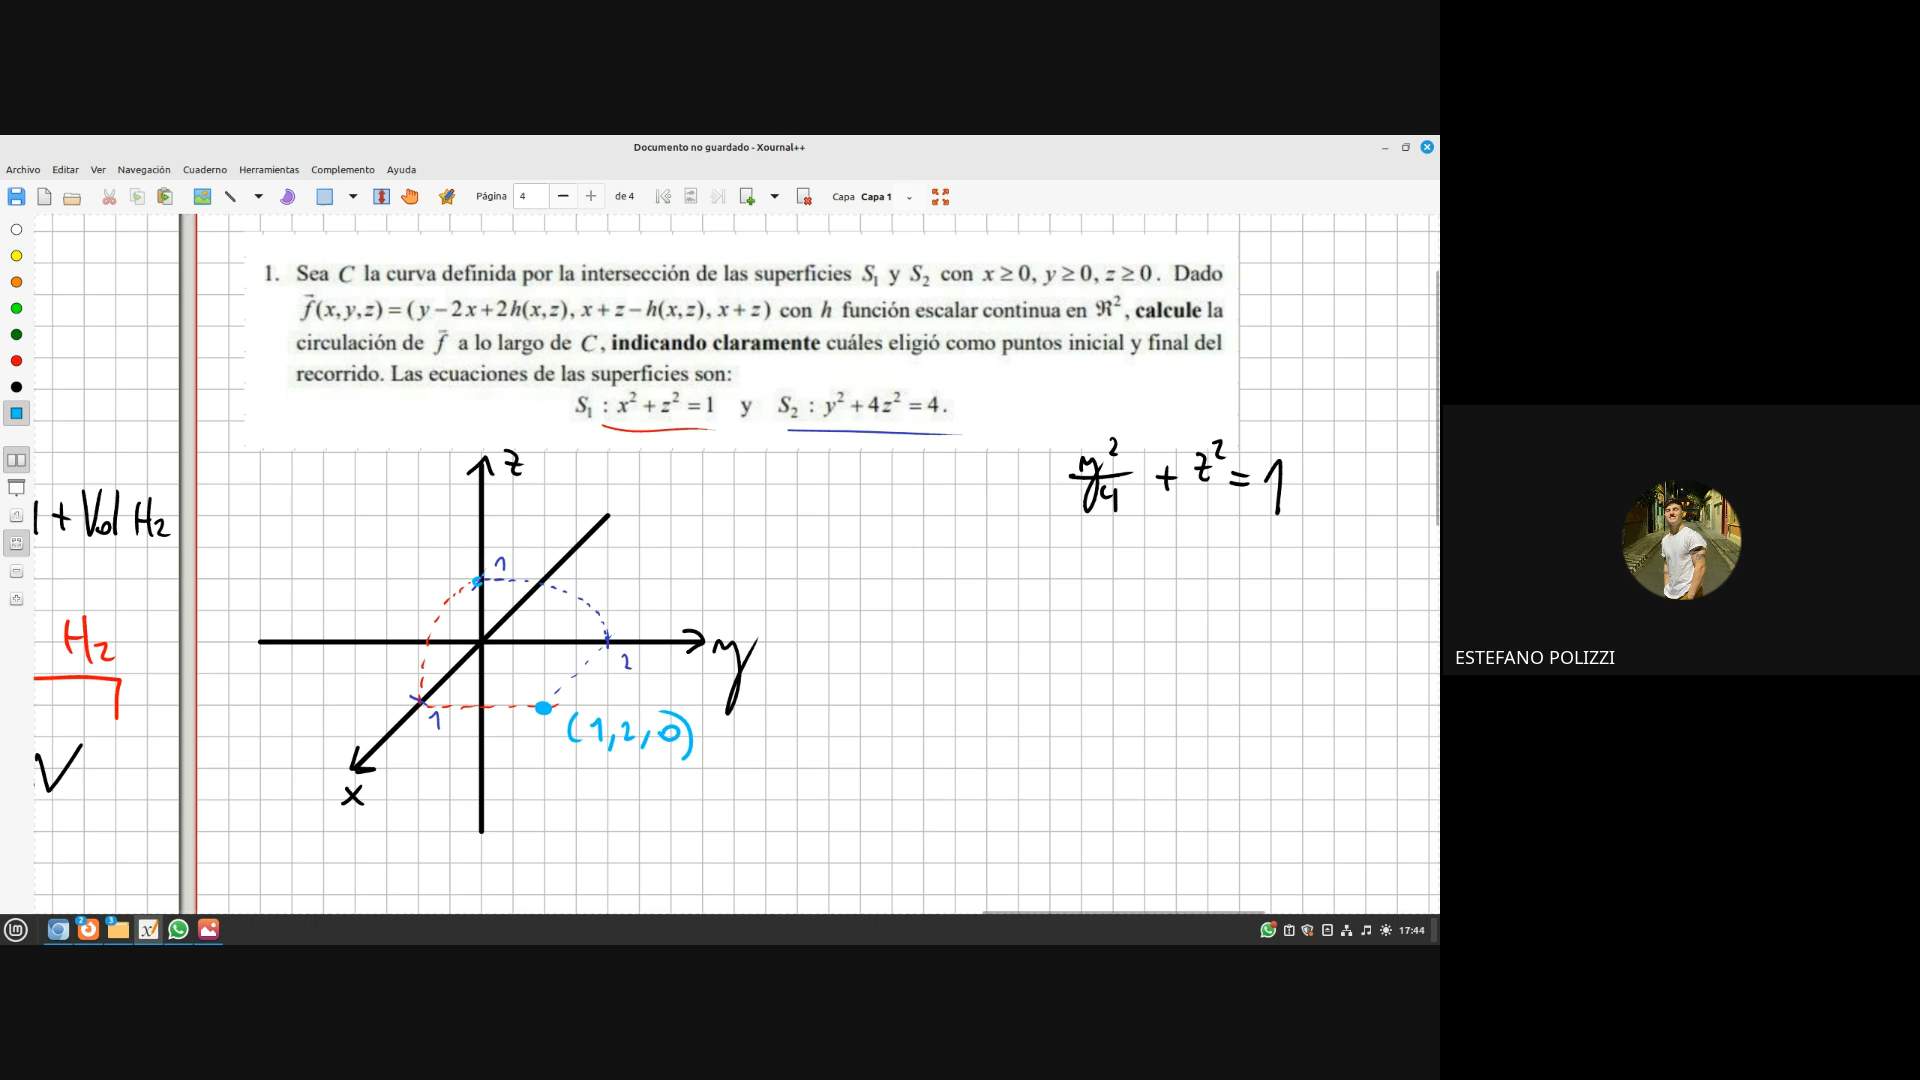 Documento no guardado - Xournal++
Archivo Editar Ver Navegación Cuaderno Herramientas Complemento Ayuda
Página 4 de 4 Capa Capa 1
1. Sea C la curva definida por la intersección de las superficies S₁ y S₂ con x ≥ 0, y ≥ 0, z ≥ 0. Dado
f̄(x,y,z) = (y − 2x + 2h(x,z), x + z − h(x,z), x + z) con h función escalar continua en ℜ², calcule la
circulación de f̄ a lo largo de C, indicando claramente cuáles eligió como puntos inicial y final del
recorrido. Las ecuaciones de las superficies son:
S₁ : x² + z² = 1 y S₂ : y² + 4z² = 4.
y²/4 + z² = 1
z
1
1 + Vol H₂
H₂
y
2
1
(1,2,0)
V
x
ESTEFANO POLIZZI
2 3
17:44